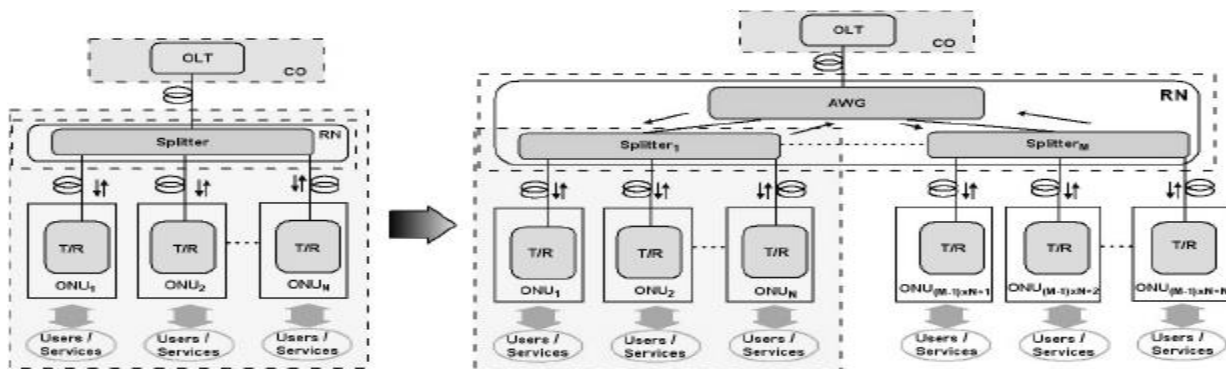 OLT
CO
RN
Splitter
T/R
T/R
T/R
ONU1
ONU2
ONUN
Users /
Services
Users /
Services
Users /
Services
OLT
CO
RN
AWG
Splitter1
SplitterM
T/R
T/R
T/R
T/R
T/R
T/R
ONU1
ONU2
ONUN
ONU(M-1)xN+1
ONU(M-1)xN+2
ONU(M-1)xN+N
Users /
Services
Users /
Services
Users /
Services
Users /
Services
Users /
Services
Users /
Services